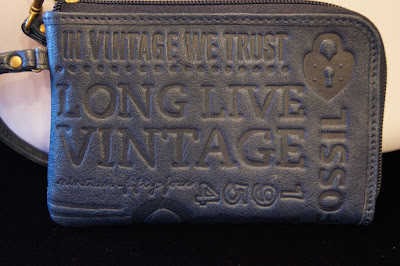 IN VINTAGE WE TRUST
LONG LIVE
VINTAGE
1954
FOSSIL